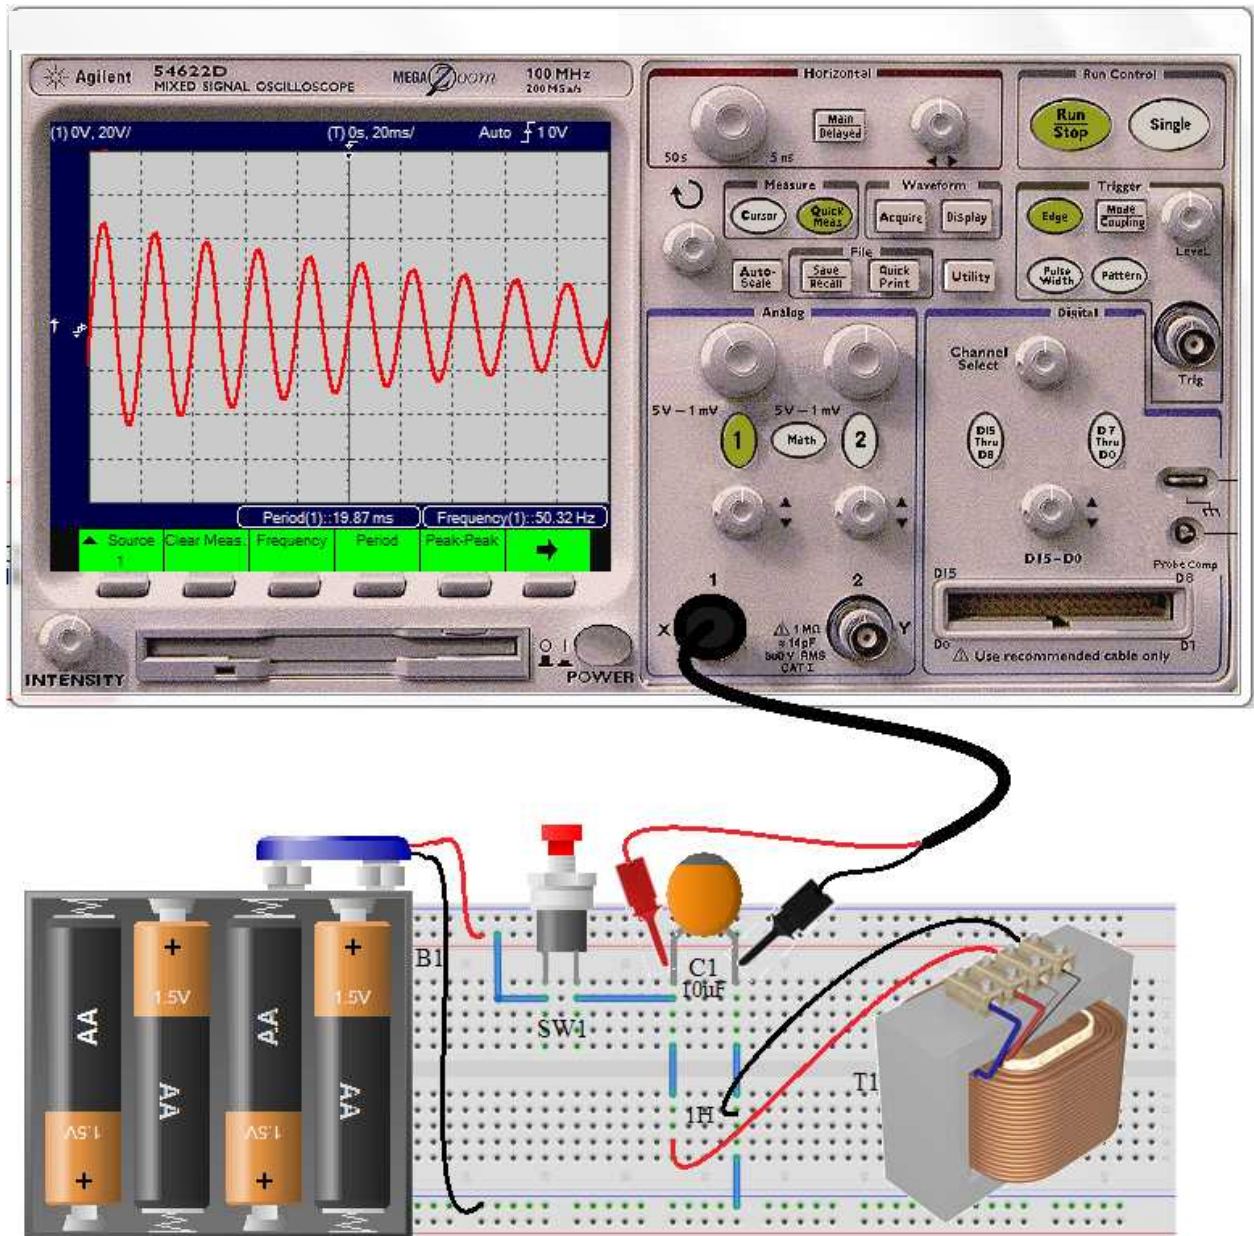 Agilent
54622D
MIXED SIGNAL OSCILLOSCOPE
MEGA Zoom
100 MHz
200 MSa/s
(1) 0V, 20V/
(T) 0s, 20ms/
Auto
1 0V
T
Period(1)::19.87 ms
Frequency(1)::50.32 Hz
Source
1
Clear Meas.
Frequency
Period
Peak-Peak
INTENSITY
POWER
Horizontal
Main
Delayed
50 s
5 ns
Run Control
Run
Stop
Single
Measure
Cursor
Quick
Meas
Waveform
Acquire
Display
Trigger
Edge
Mode
Coupling
Level
File
Auto-
Scale
Save
Recall
Quick
Print
Utility
Pulse
Width
Pattern
Analog
Digital
Channel
Select
Trig
5V – 1 mV
5V – 1 mV
1
Math
2
D15
Thru
D8
D7
Thru
D0
D15-D0
Probe Comp
1
2
X
Y
1 MΩ
≈ 14 pF
300 V RMS
CAT I
D15
D8
D0
D7
Use recommended cable only
B1
SW1
C1
10uF
1H
T1
AA
1.5V
+
AA
1.5V
+
AA
1.5V
+
AA
1.5V
+